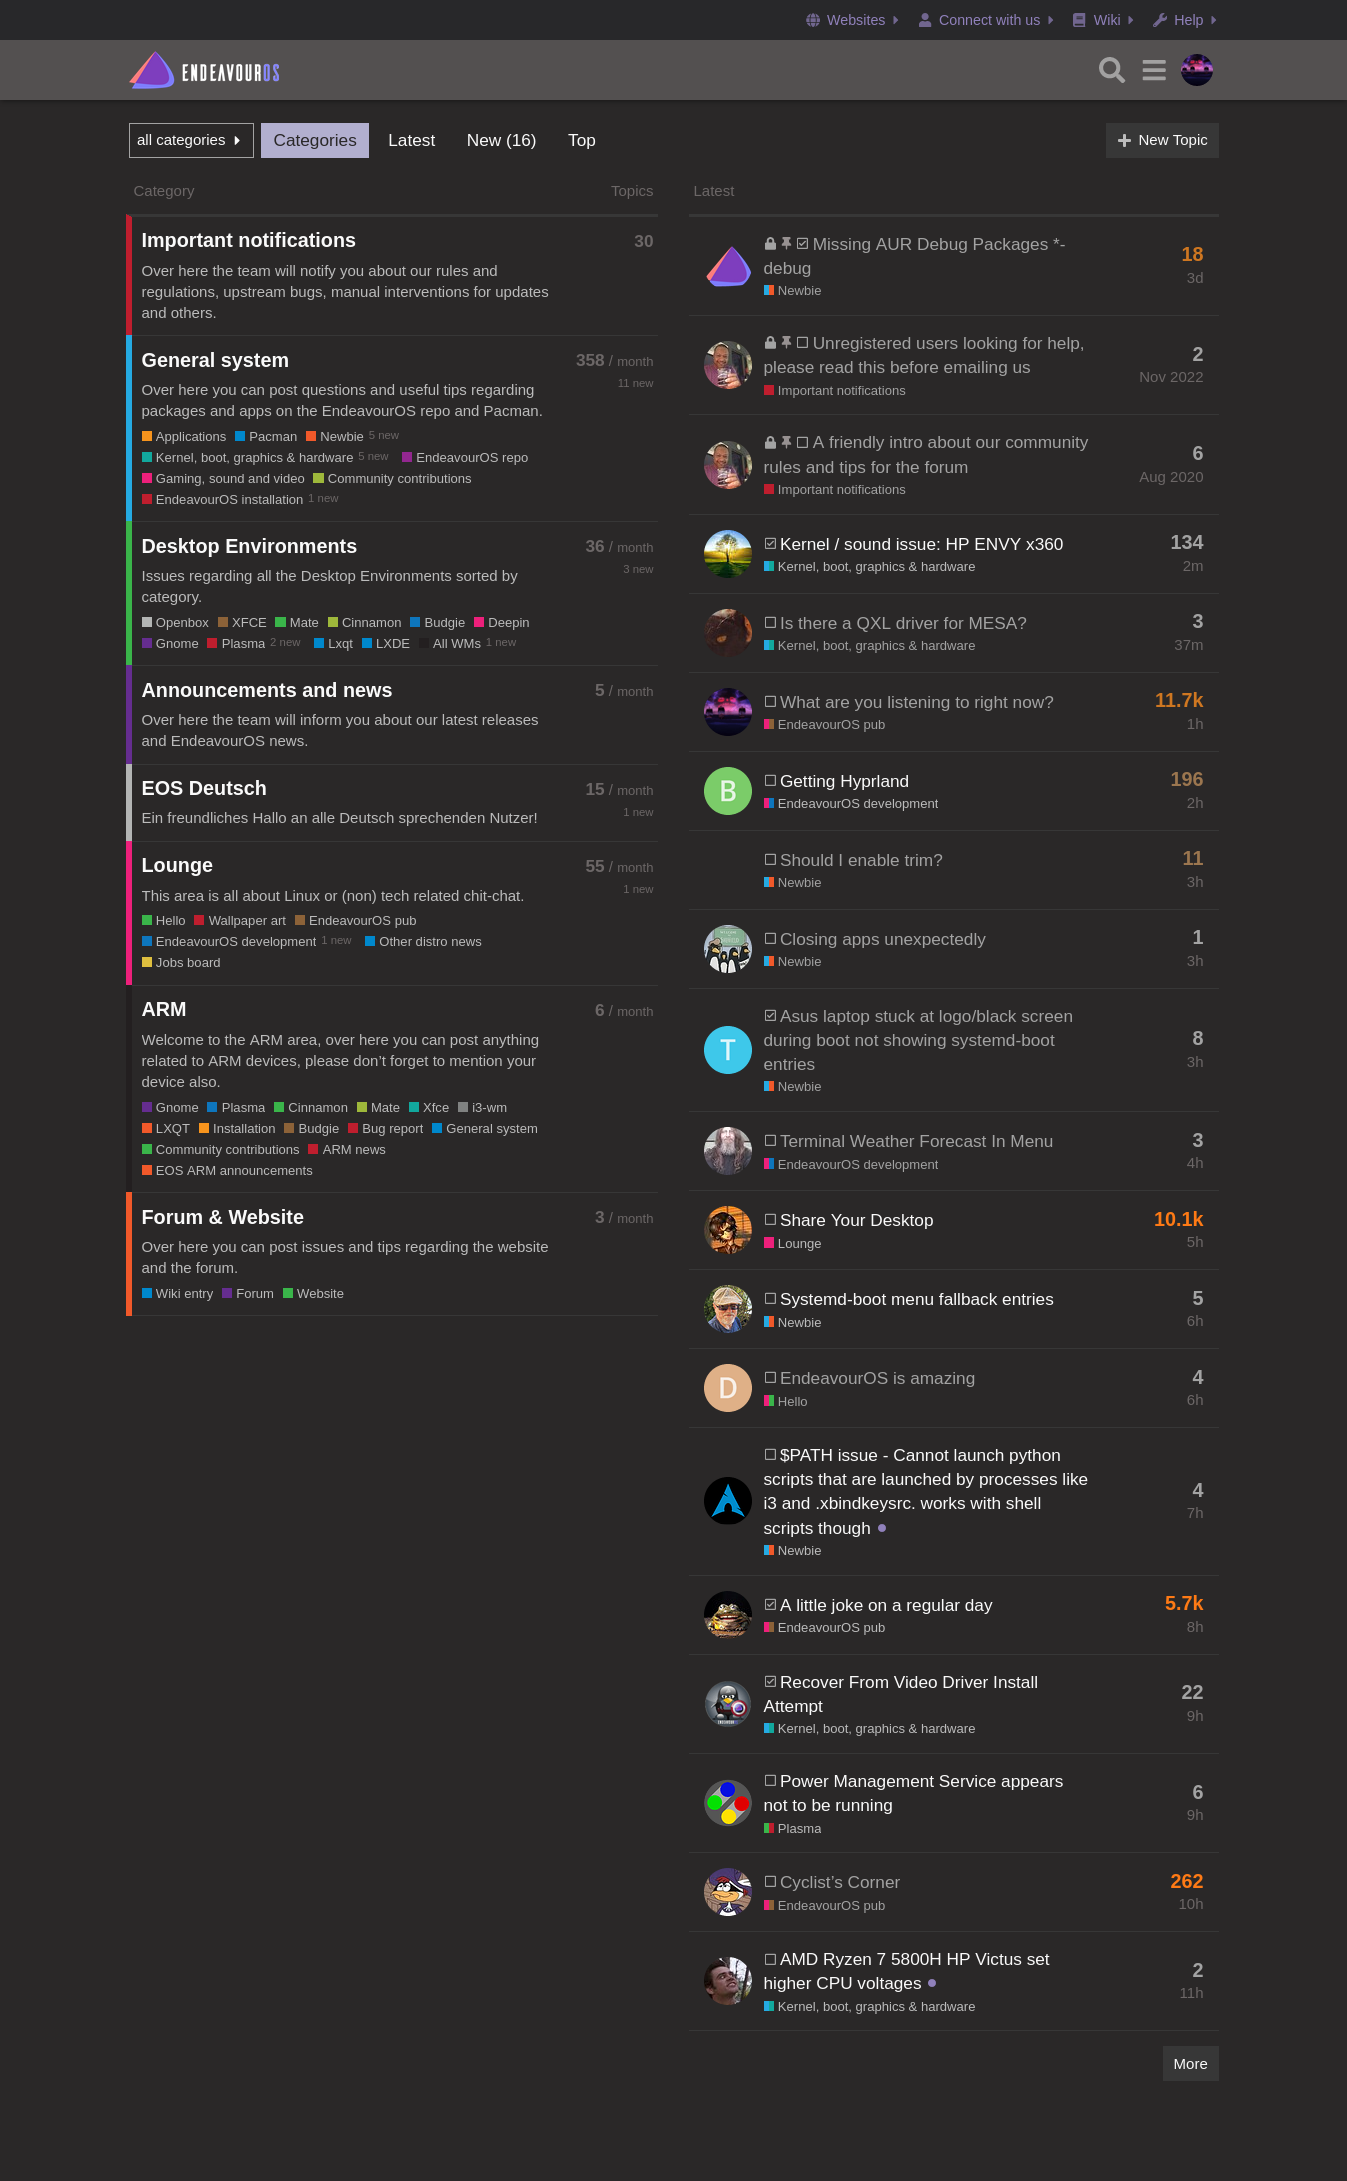 Websites Connect with us Wiki Help
ENDEAVOUROS
all categories Categories Latest New (16) Top New Topic
Category Topics
Important notifications 30
Over here the team will notify you about our rules and
regulations, upstream bugs, manual interventions for updates
and others.
General system 358 / month
11 new
Over here you can post questions and useful tips regarding
packages and apps on the EndeavourOS repo and Pacman.
Applications Pacman Newbie 5 new
Kernel, boot, graphics & hardware 5 new EndeavourOS repo
Gaming, sound and video Community contributions
EndeavourOS installation 1 new
Desktop Environments 36 / month
3 new
Issues regarding all the Desktop Environments sorted by
category.
Openbox XFCE Mate Cinnamon Budgie Deepin
Gnome Plasma 2 new Lxqt LXDE All WMs 1 new
Announcements and news 5 / month
Over here the team will inform you about our latest releases
and EndeavourOS news.
EOS Deutsch 15 / month
1 new
Ein freundliches Hallo an alle Deutsch sprechenden Nutzer!
Lounge 55 / month
1 new
This area is all about Linux or (non) tech related chit-chat.
Hello Wallpaper art EndeavourOS pub
EndeavourOS development 1 new Other distro news
Jobs board
ARM 6 / month
Welcome to the ARM area, over here you can post anything
related to ARM devices, please don’t forget to mention your
device also.
Gnome Plasma Cinnamon Mate Xfce i3-wm
LXQT Installation Budgie Bug report General system
Community contributions ARM news
EOS ARM announcements
Forum & Website 3 / month
Over here you can post issues and tips regarding the website
and the forum.
Wiki entry Forum Website
Latest
Missing AUR Debug Packages *-
debug
Newbie
18
3d
Unregistered users looking for help,
please read this before emailing us
Important notifications
2
Nov 2022
A friendly intro about our community
rules and tips for the forum
Important notifications
6
Aug 2020
Kernel / sound issue: HP ENVY x360
Kernel, boot, graphics & hardware
134
2m
Is there a QXL driver for MESA?
Kernel, boot, graphics & hardware
3
37m
What are you listening to right now?
EndeavourOS pub
11.7k
1h
B
Getting Hyprland
EndeavourOS development
196
2h
Should I enable trim?
Newbie
11
3h
Closing apps unexpectedly
Newbie
1
3h
T
Asus laptop stuck at logo/black screen
during boot not showing systemd-boot
entries
Newbie
8
3h
Terminal Weather Forecast In Menu
EndeavourOS development
3
4h
Share Your Desktop
Lounge
10.1k
5h
Systemd-boot menu fallback entries
Newbie
5
6h
D
EndeavourOS is amazing
Hello
4
6h
$PATH issue - Cannot launch python
scripts that are launched by processes like
i3 and .xbindkeysrc. works with shell
scripts though
Newbie
4
7h
A little joke on a regular day
EndeavourOS pub
5.7k
8h
Recover From Video Driver Install
Attempt
Kernel, boot, graphics & hardware
22
9h
Power Management Service appears
not to be running
Plasma
6
9h
Cyclist’s Corner
EndeavourOS pub
262
10h
AMD Ryzen 7 5800H HP Victus set
higher CPU voltages
Kernel, boot, graphics & hardware
2
11h
More